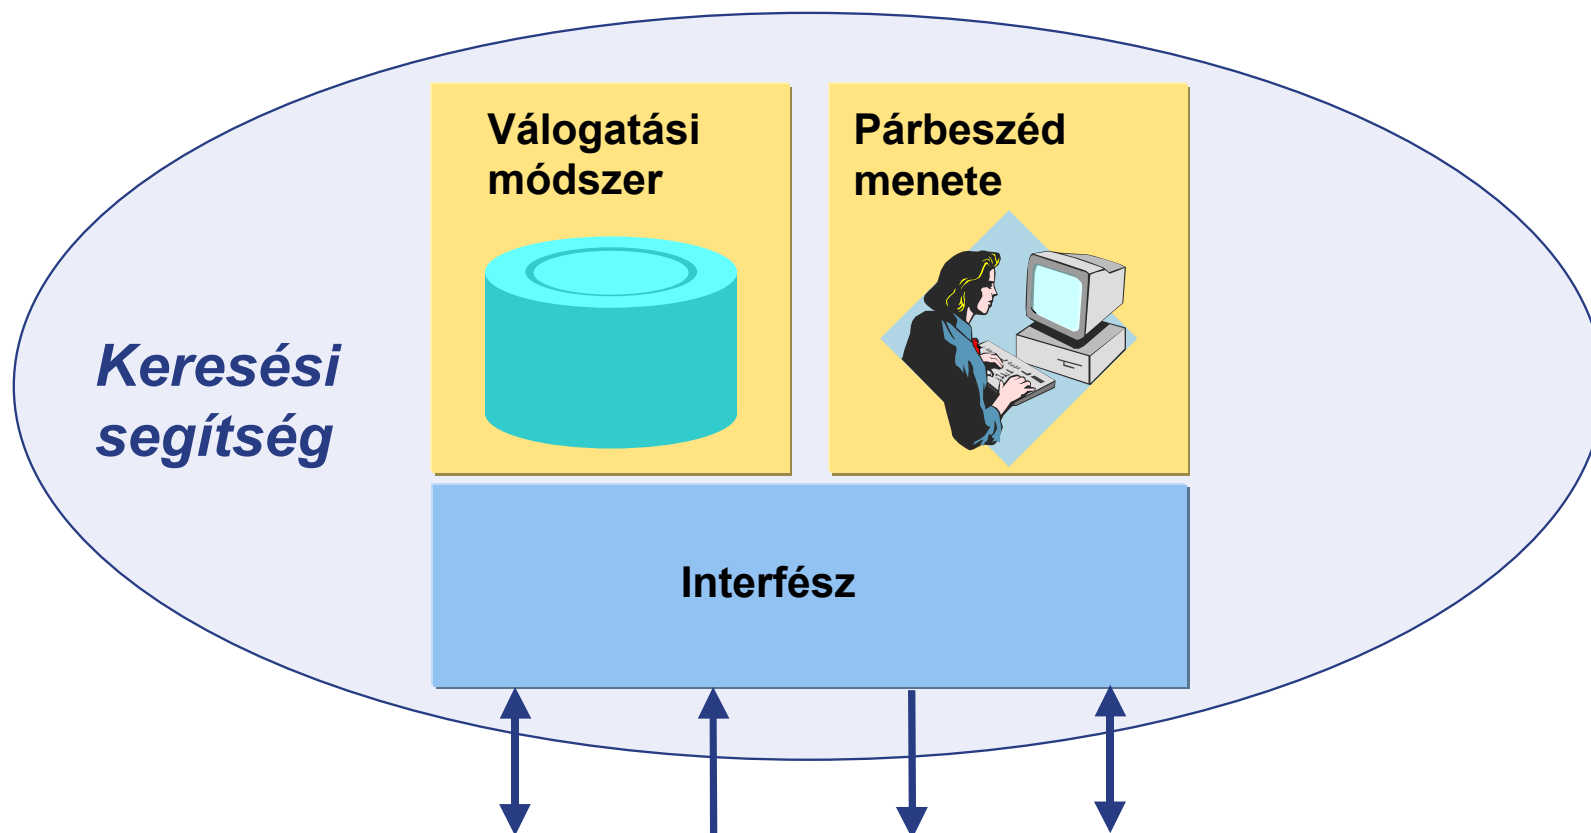 Válogatási
módszer
Párbeszéd
menete
Keresési
segítség
Interfész